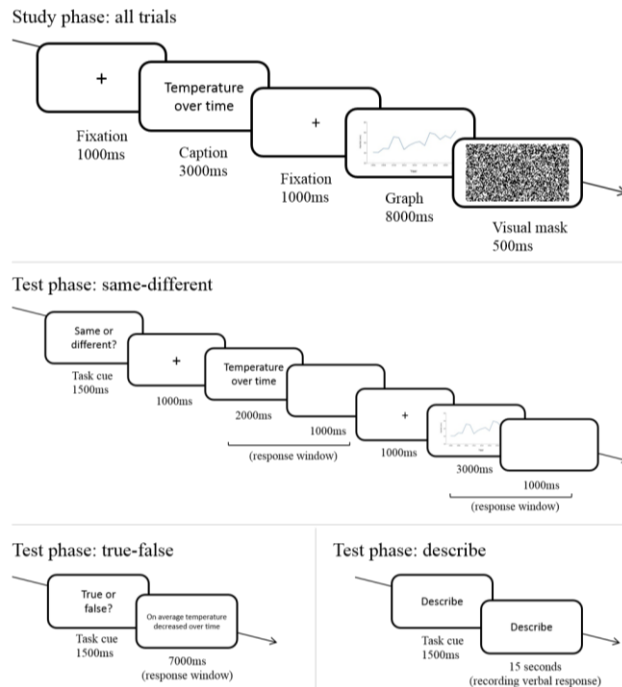 Study phase: all trials
+
Fixation
1000ms
Temperature
over time
Caption
3000ms
+
Fixation
1000ms
Graph
8000ms
Visual mask
500ms
Test phase: same-different
Same or
different?
Task cue
1500ms
+
1000ms
Temperature
over time
2000ms
1000ms
(response window)
+
1000ms
3000ms
1000ms
(response window)
Test phase: true-false
True or
false?
Task cue
1500ms
On average temperature
decreased over time
7000ms
(response window)
Test phase: describe
Describe
Task cue
1500ms
Describe
15 seconds
(recording verbal response)